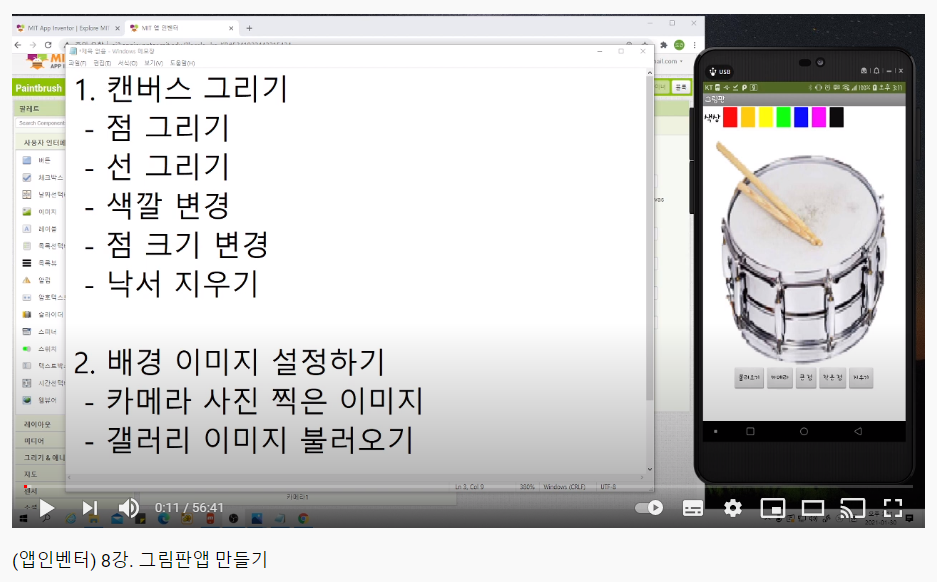 MIT App Inventor | Explore MI
MIT 앱 인벤터
Windows 메모장
파일(F) 편집(E) 서식(O) 보기(V) 도움말(H)
Paintbrush
팔레트
Search Component
사용자 인터페
버튼
체크박스
날짜선택
이미지
레이블
목록선택
목록뷰
알림
암호텍스
슬라이더
스피너
스위치
텍스트박
시간선택
웹뷰어
레이아웃
미디어
그리기 & 애니
지도
센서
1. 캔버스 그리기
- 점 그리기
- 선 그리기
- 색깔 변경
- 점 크기 변경
- 낙서 지우기
2. 배경 이미지 설정하기
- 카메라 사진 찍은 이미지
- 갤러리 이미지 불러오기
Ln 3, Col 9 380% Windows (CRLF) UTF-8
USB
KT 100% 오후 3:11
그림판
색상
불러오기 카메라 큰 점 작은 점 지우기
0:11 / 56:41
(앱인벤터) 8강. 그림판앱 만들기